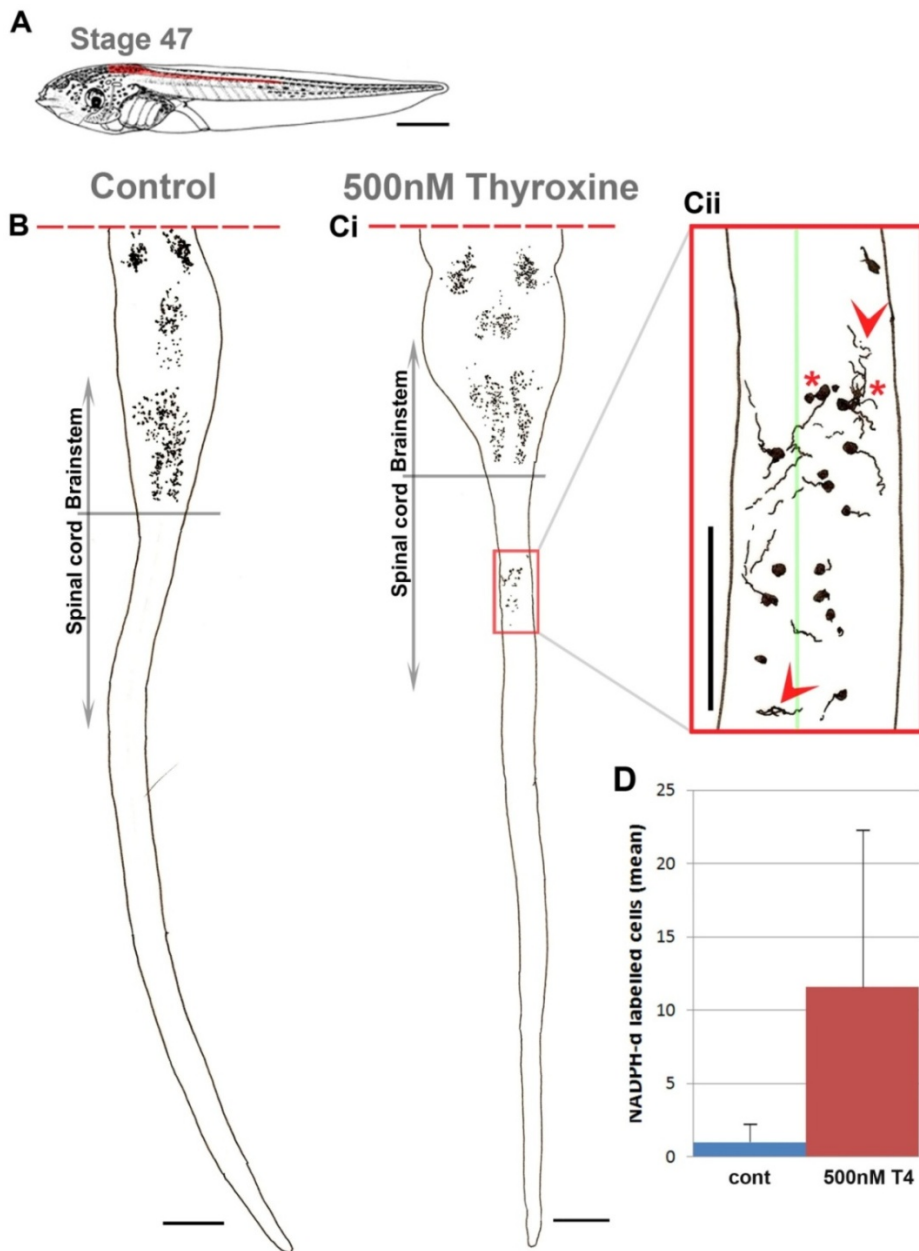 A
Stage 47
Control
500nM Thyroxine
B
Ci
Cii
Spinal cord Brainstem
Spinal cord Brainstem
*
*
D
NADPH-d labelled cells (mean)
25
20
15
10
5
0
cont
500nM T4